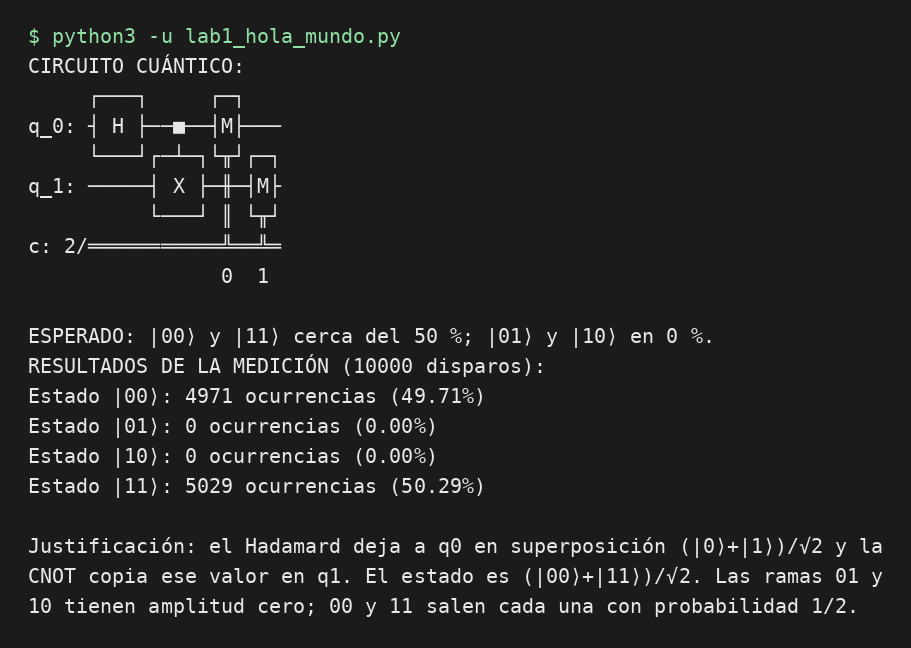 $ python3 -u lab1_hola_mundo.py
CIRCUITO CUÁNTICO:
     ┌───┐     ┌─┐
q_0: ┤ H ├──■──┤M├───
     └───┘┌─┴─┐└╥┘┌─┐
q_1: ─────┤ X ├─╫─┤M├
          └───┘ ║ └╥┘
c: 2/═══════════╩══╩═
                0  1
ESPERADO: |00⟩ y |11⟩ cerca del 50 %; |01⟩ y |10⟩ en 0 %.
RESULTADOS DE LA MEDICIÓN (10000 disparos):
Estado |00⟩: 4971 ocurrencias (49.71%)
Estado |01⟩: 0 ocurrencias (0.00%)
Estado |10⟩: 0 ocurrencias (0.00%)
Estado |11⟩: 5029 ocurrencias (50.29%)
Justificación: el Hadamard deja a q0 en superposición (|0⟩+|1⟩)/√2 y la
CNOT copia ese valor en q1. El estado es (|00⟩+|11⟩)/√2. Las ramas 01 y
10 tienen amplitud cero; 00 y 11 salen cada una con probabilidad 1/2.